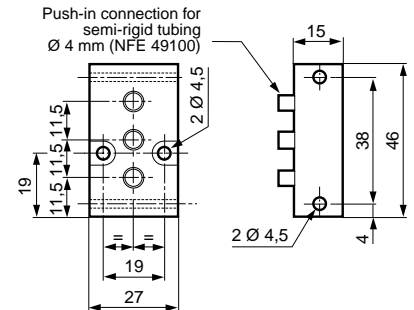 Push-in connection for
semi-rigid tubing
Ø 4 mm (NFE 49100)
15
2 Ø 4,5
11,5
11,5
11,5
19
38
46
=
=
19
27
2 Ø 4,5
4